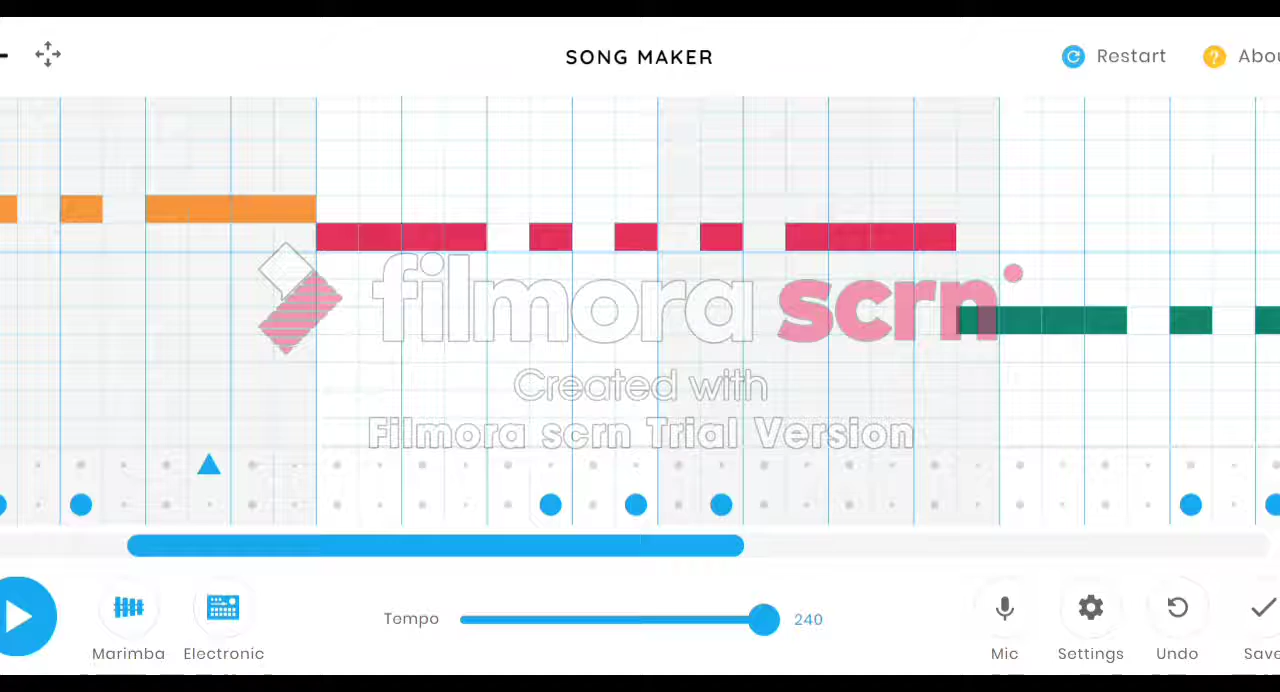 SONG MAKER
Restart
?
Abou
filmora scrn
Created with
Filmora scrn Trial Version
Tempo
240
Marimba
Electronic
Mic
Settings
Undo
Save